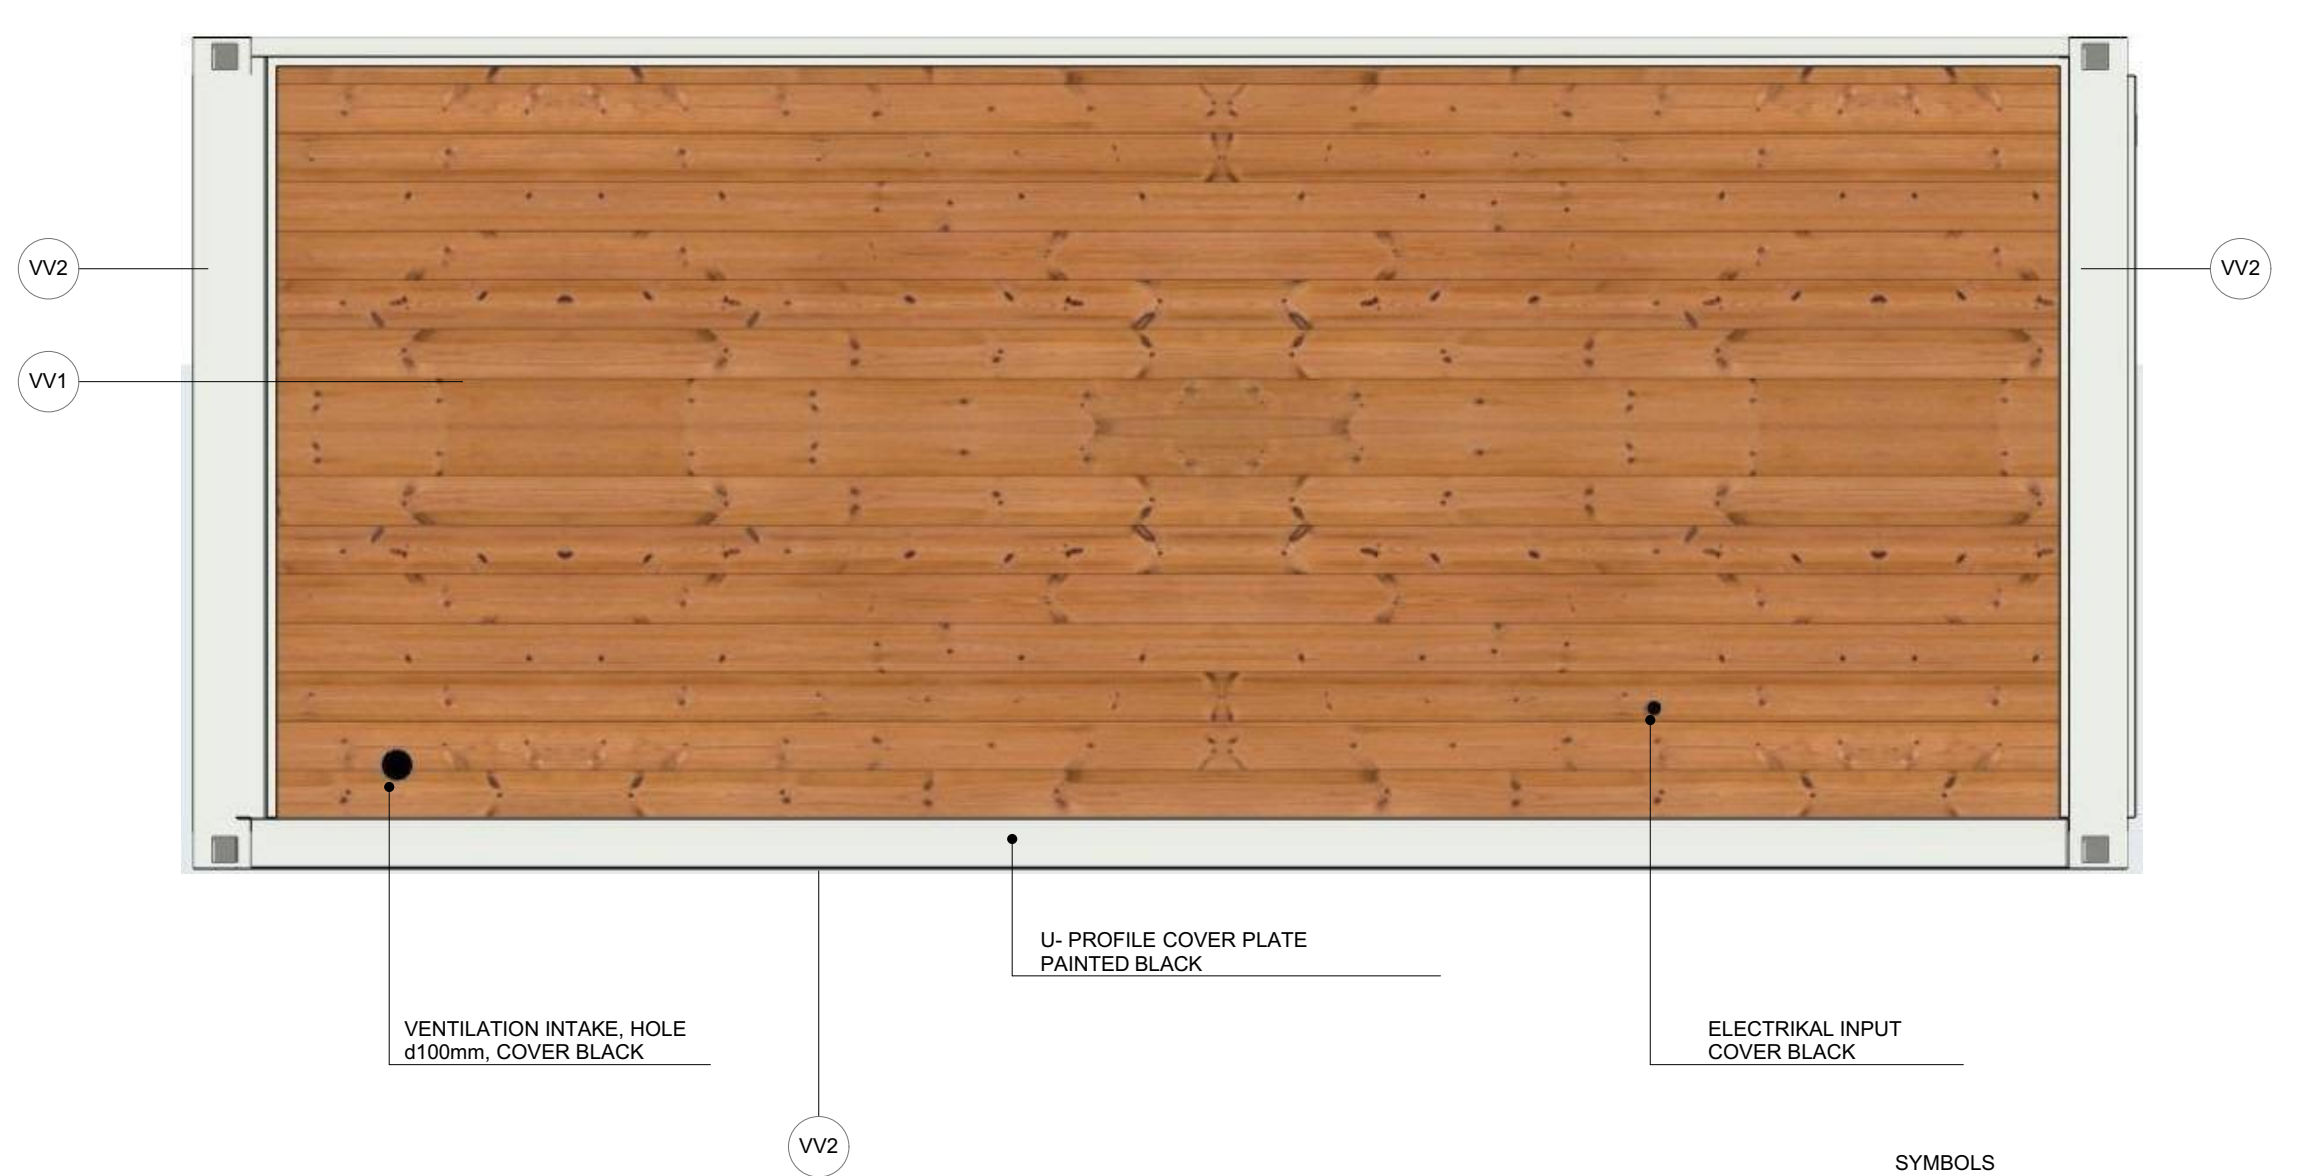 VV2
VV2
VV1
U- PROFILE COVER PLATE
PAINTED BLACK
VENTILATION INTAKE, HOLE
d100mm, COVER BLACK
ELECTRIKAL INPUT
COVER BLACK
VV2
SYMBOLS